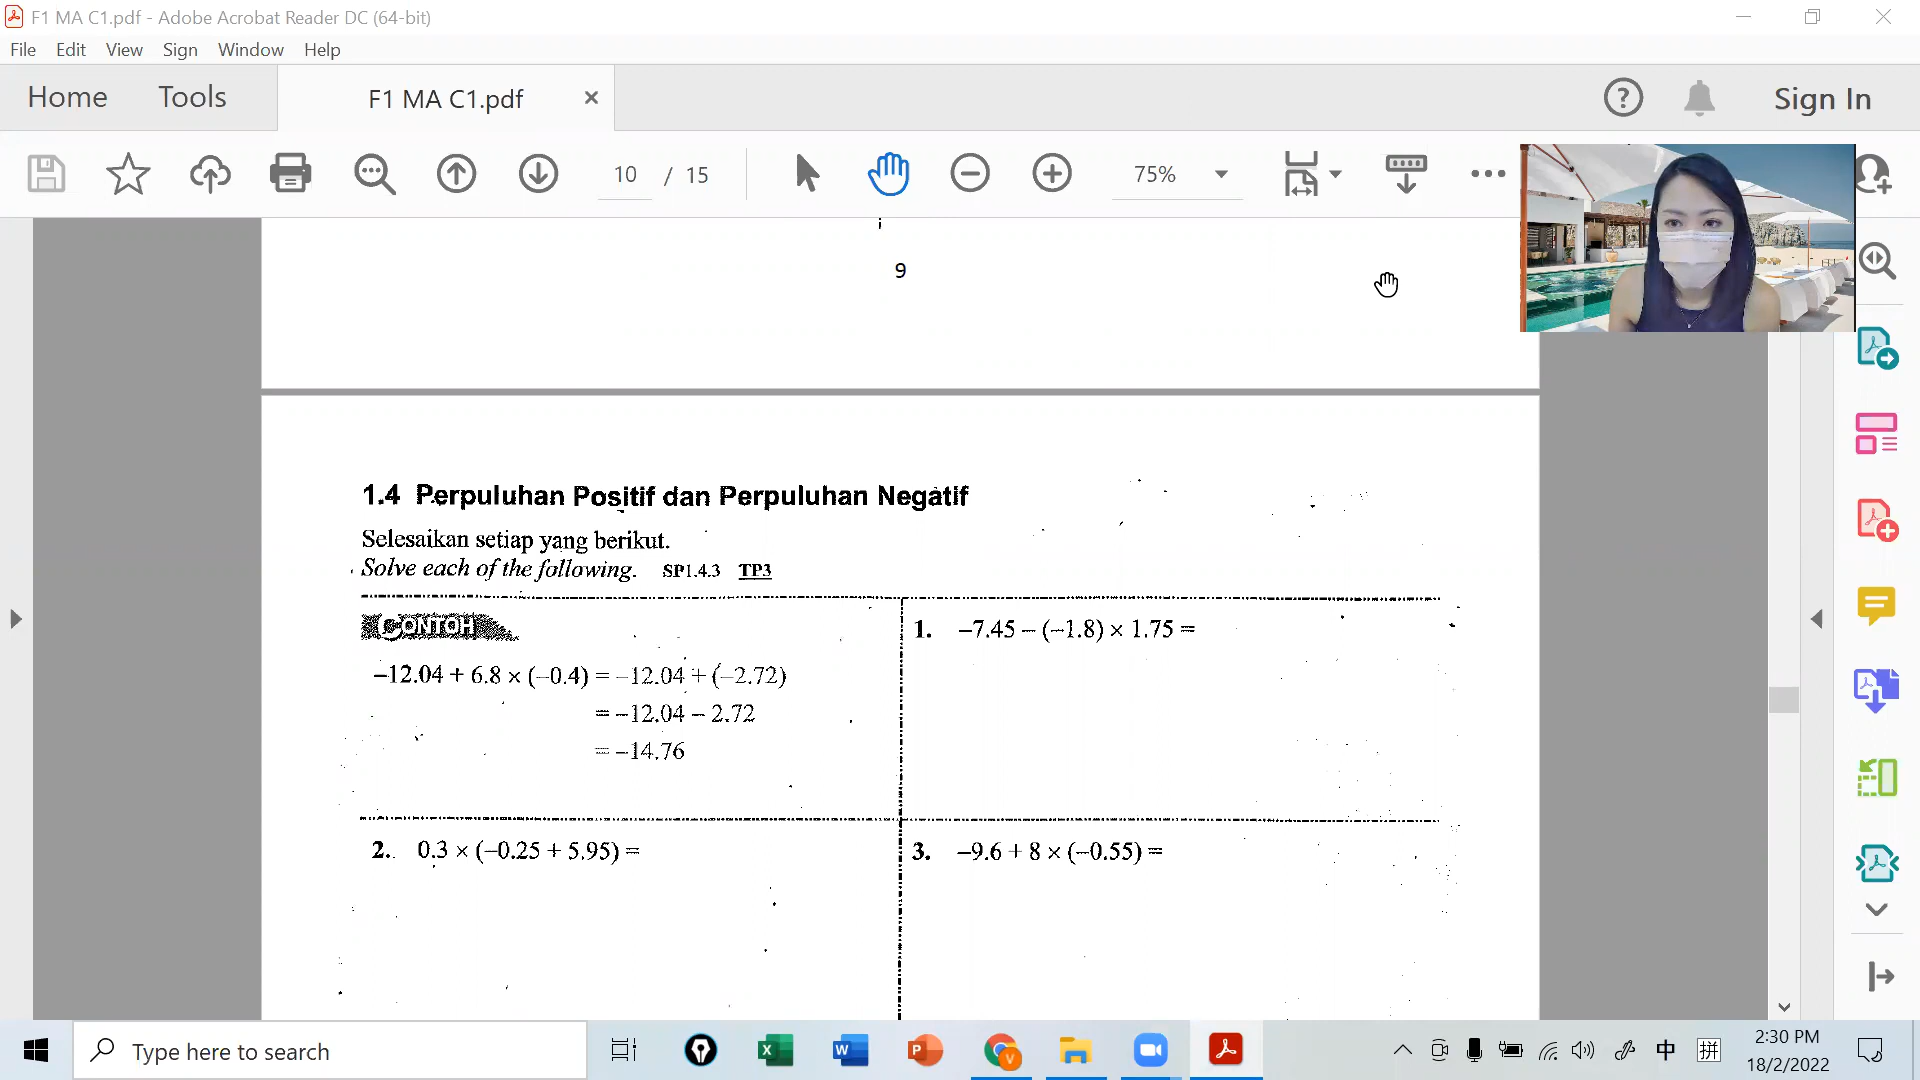 F1 MA C1.pdf - Adobe Acrobat Reader DC (64-bit)
File Edit View Sign Window Help
Home Tools F1 MA C1.pdf Sign In
10 / 15 75%
9
1.4 Perpuluhan Positif dan Perpuluhan Negatif
Selesaikan setiap yang berikut.
Solve each of the following. SP1.4.3 TP3
CONTOH
–12.04 + 6.8 × (–0.4) = –12.04 + (–2.72)
= –12.04 – 2.72
= –14.76
1. –7.45 – (–1.8) × 1.75 =
2. 0.3 × (–0.25 + 5.95) =
3. –9.6 + 8 × (–0.55) =
Type here to search
中 拼
2:30 PM
18/2/2022